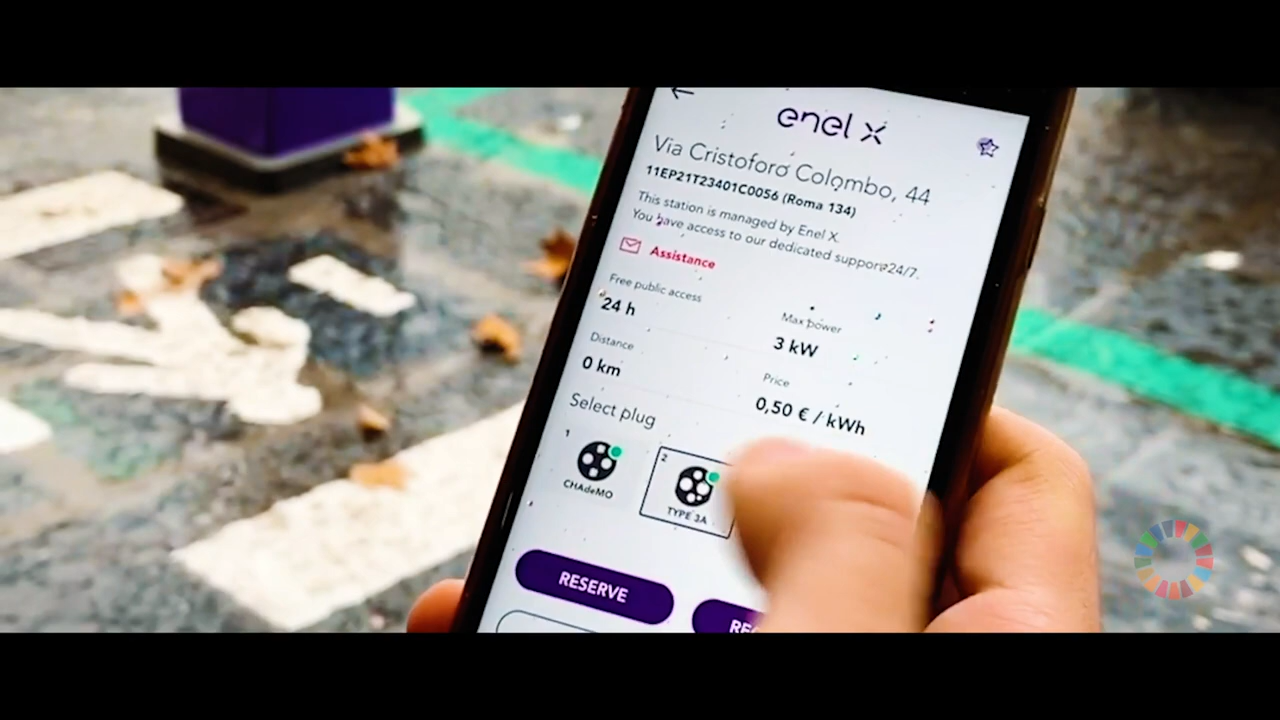 enel x
Via Cristoforo Colombo, 44
11EP21T23401C0056 (Roma 134)
This station is managed by Enel X.
You have access to our dedicated support 24/7.
Assistance
Free public access
24 h
Max power
3 kW
Distance
0 km
Price
0,50 € / kWh
Select plug
1
CHAdeMO
2
TYPE 3A
RESERVE